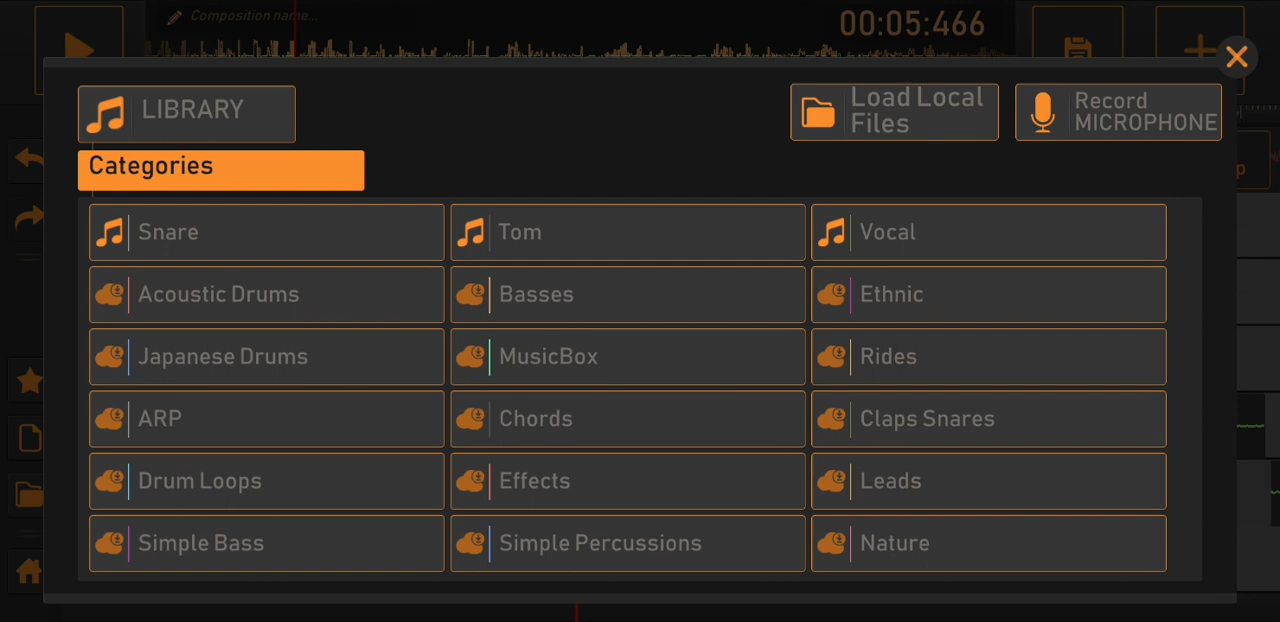 Composition name...
00:05:466
LIBRARY
Load Local
Files
Record
MICROPHONE
Categories
Snare
Tom
Vocal
Acoustic Drums
Basses
Ethnic
Japanese Drums
MusicBox
Rides
ARP
Chords
Claps Snares
Drum Loops
Effects
Leads
Simple Bass
Simple Percussions
Nature